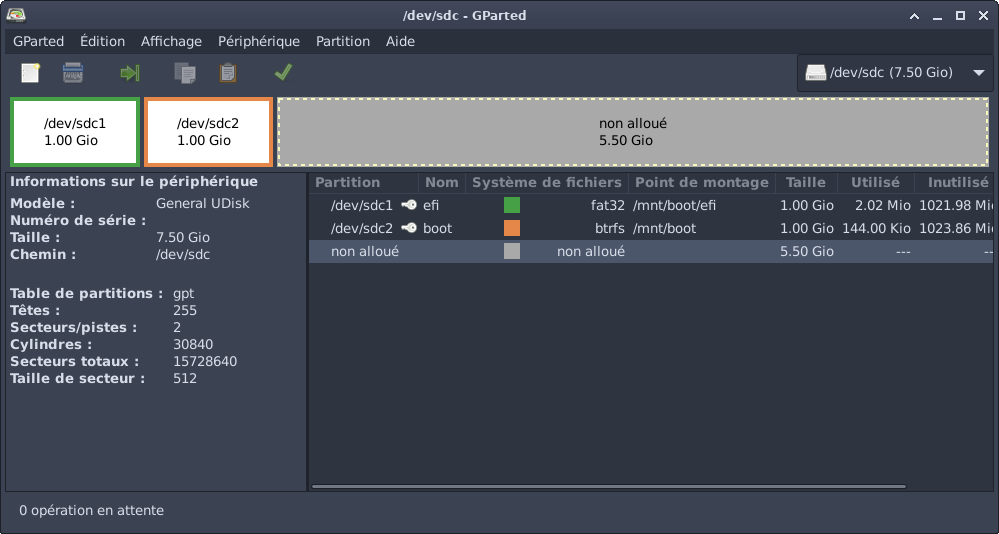 /dev/sdc - GParted
GParted Édition Affichage Périphérique Partition Aide
/dev/sdc (7.50 Gio)
/dev/sdc1
1.00 Gio
/dev/sdc2
1.00 Gio
non alloué
5.50 Gio
Informations sur le périphérique
Modèle : General UDisk
Numéro de série :
Taille : 7.50 Gio
Chemin : /dev/sdc
Table de partitions : gpt
Têtes : 255
Secteurs/pistes : 2
Cylindres : 30840
Secteurs totaux : 15728640
Taille de secteur : 512
Partition Nom Système de fichiers Point de montage Taille Utilisé Inutilisé
/dev/sdc1 efi fat32 /mnt/boot/efi 1.00 Gio 2.02 Mio 1021.98 Mi
/dev/sdc2 boot btrfs /mnt/boot 1.00 Gio 144.00 Kio 1023.86 Mi
non alloué non alloué 5.50 Gio --- --
0 opération en attente